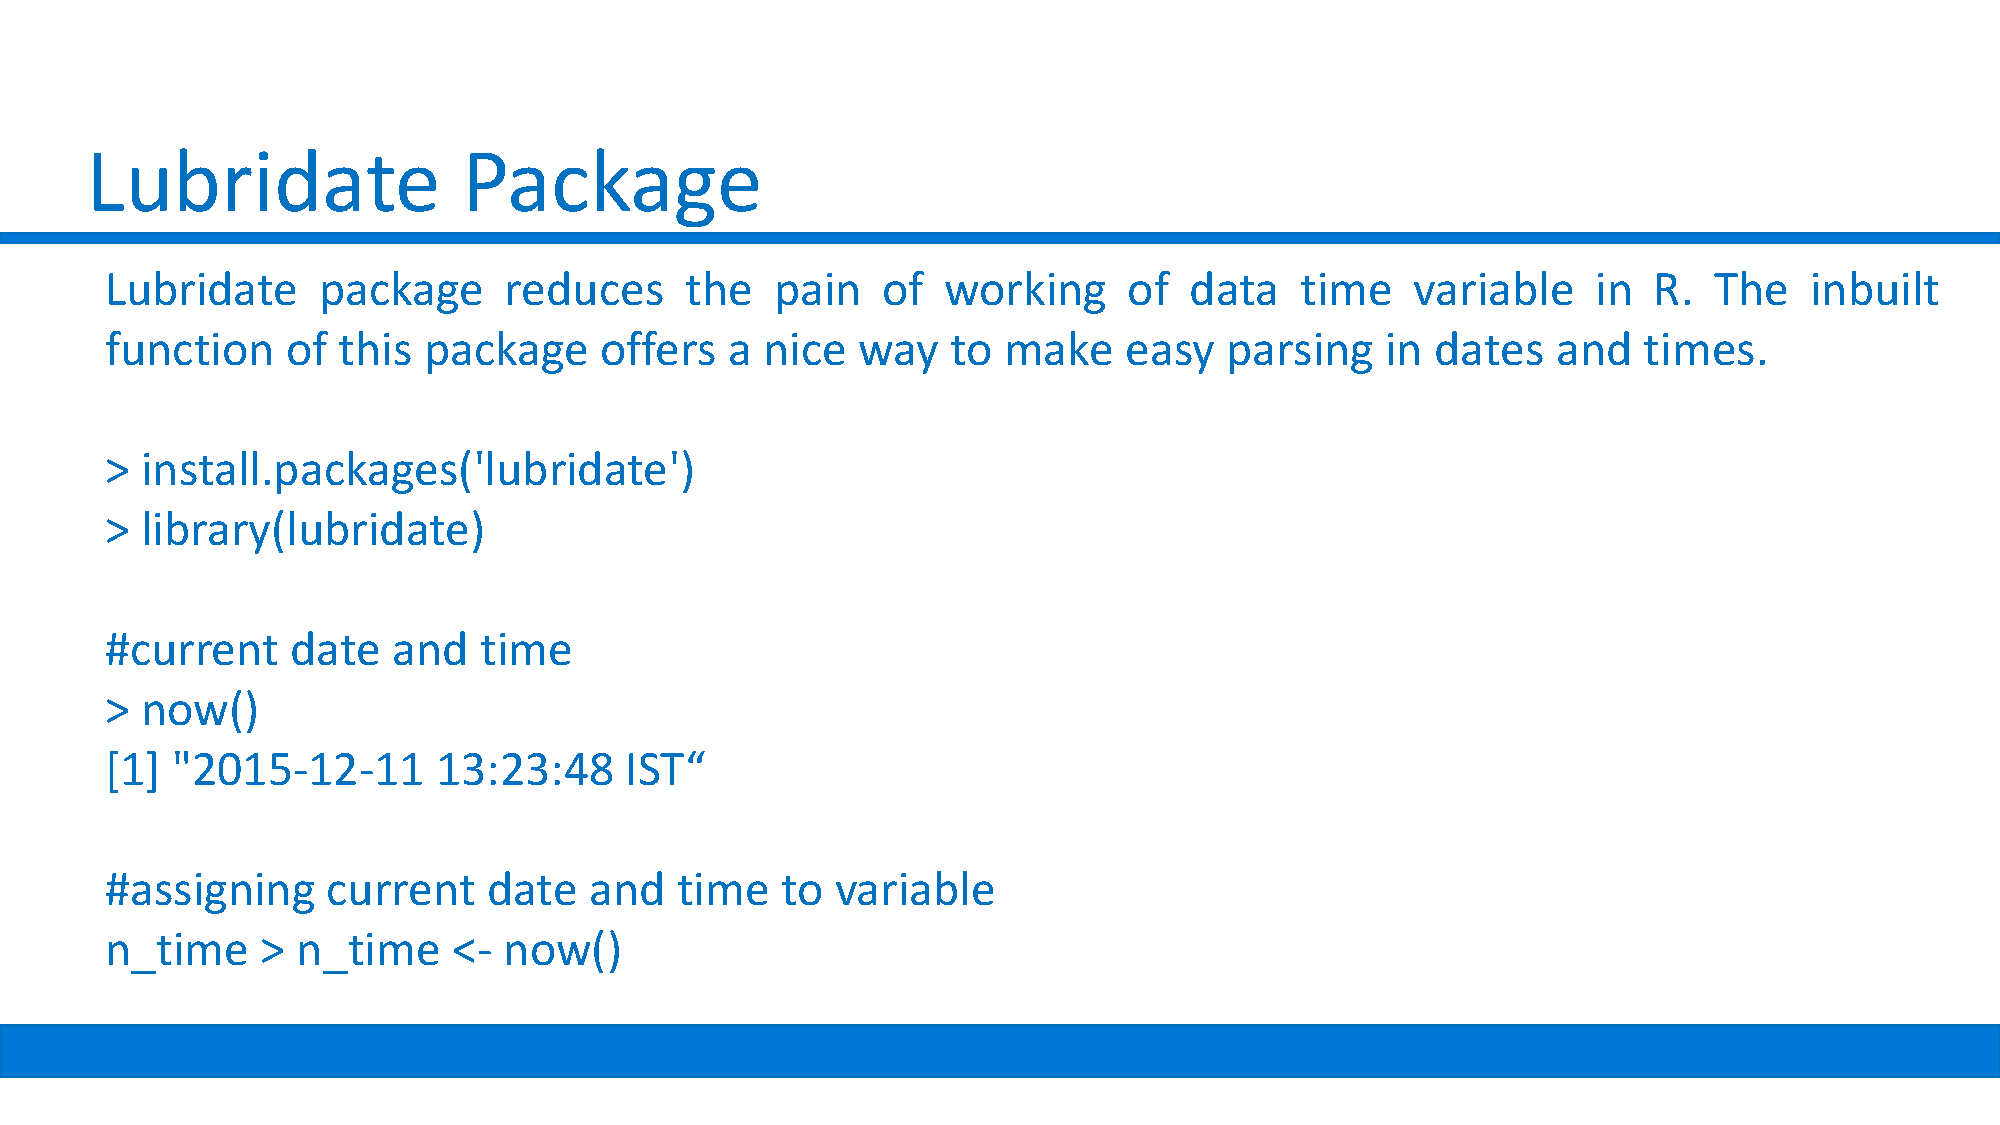 Lubridate Package
Lubridate package reduces the pain of working of data time variable in R. The inbuilt
function of this package offers a nice way to make easy parsing in dates and times.
> install.packages('lubridate')
> library(lubridate)
#current date and time
> now()
[1] "2015-12-11 13:23:48 IST“
#assigning current date and time to variable
n_time > n_time <- now()